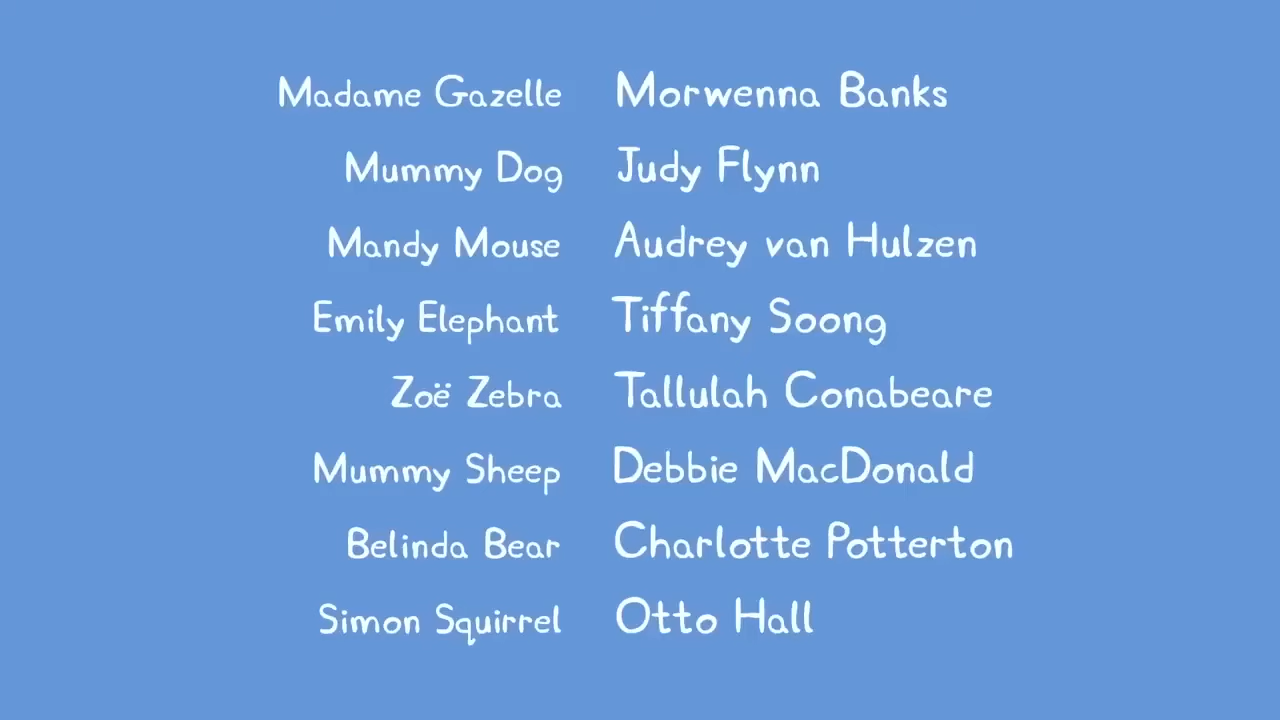 Madame Gazelle Morwenna Banks
Mummy Dog Judy Flynn
Mandy Mouse Audrey van Hulzen
Emily Elephant Tiffany Soong
Zoë Zebra Tallulah Conabeare
Mummy Sheep Debbie MacDonald
Belinda Bear Charlotte Potterton
Simon Squirrel Otto Hall